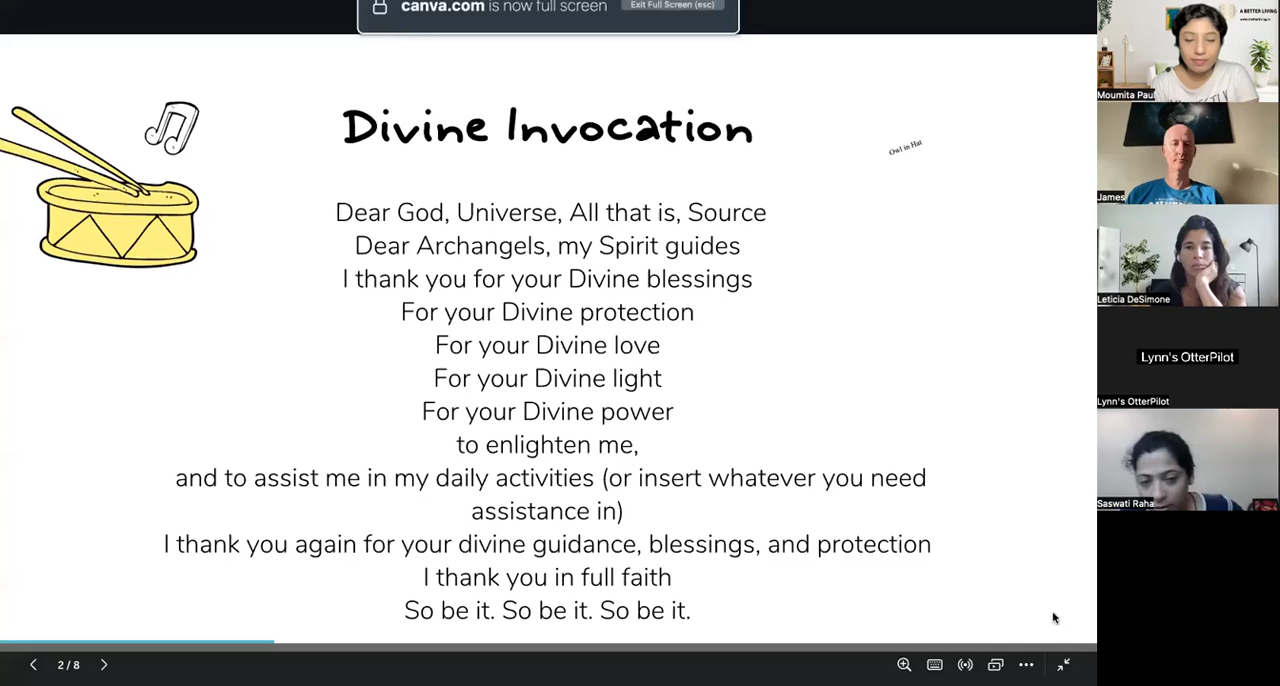 canva.com is now full screen
Exit Full Screen (esc)
Divine Invocation
Owl in Hat
Dear God, Universe, All that is, Source
Dear Archangels, my Spirit guides
I thank you for your Divine blessings
For your Divine protection
For your Divine love
For your Divine light
For your Divine power
to enlighten me,
and to assist me in my daily activities (or insert whatever you need
assistance in)
I thank you again for your divine guidance, blessings, and protection
I thank you in full faith
So be it. So be it. So be it.
2 / 8
A BETTER LIVING
Moumita Paul
James
Leticia DeSimone
Lynn's OtterPilot
Lynn's OtterPilot
Saswati Raha